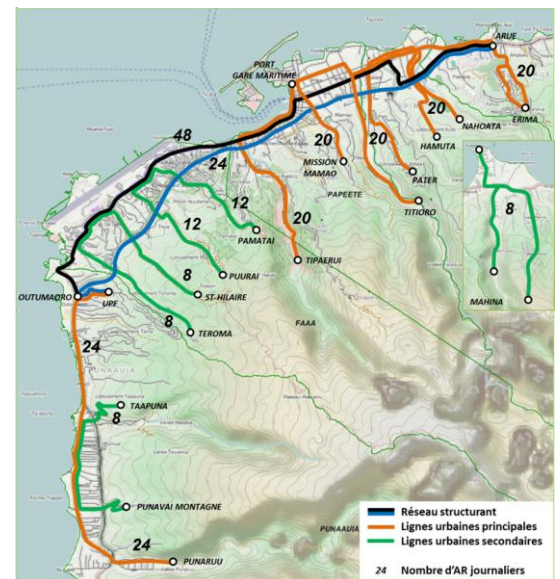 ARUE
PORT
GARE MARITIME
20
ERIMA
48
20
NAHOATA
24
20
20
HAMUTA
MISSION
MAMAO
PATER
12
PAPEETE
TITIORO
8
12
PAMATAI
20
8
PUURAI
TIPAERUI
MAHINA
OUTUMAORO
UPF
ST-HILAIRE
8
TEROMA
FAAA
24
TAAPUNA
8
PUNAVAI MONTAGNE
PUNAAUIA
24
PUNARUU
Réseau structurant
Lignes urbaines principales
Lignes urbaines secondaires
24 Nombre d'AR journaliers